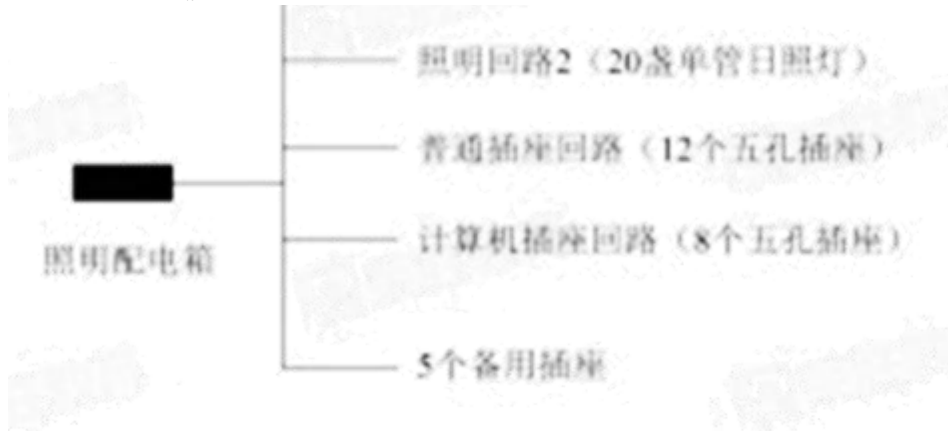 照明回路2（20盏单管日照灯）
普通插座回路（12个五孔插座）
计算机插座回路（8个五孔插座）
照明配电箱
5个备用插座